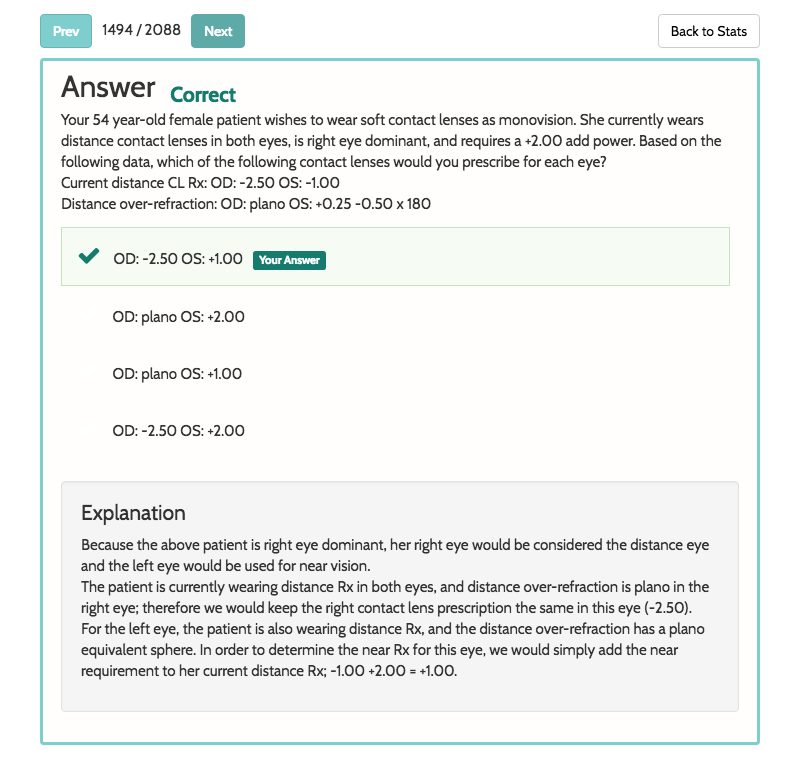 Prev 1494 / 2088 Next Back to Stats
Answer Correct
Your 54 year-old female patient wishes to wear soft contact lenses as monovision. She currently wears
distance contact lenses in both eyes, is right eye dominant, and requires a +2.00 add power. Based on the
following data, which of the following contact lenses would you prescribe for each eye?
Current distance CL Rx: OD: -2.50 OS: -1.00
Distance over-refraction: OD: plano OS: +0.25 -0.50 x 180
OD: -2.50 OS: +1.00 Your Answer
OD: plano OS: +2.00
OD: plano OS: +1.00
OD: -2.50 OS: +2.00
Explanation
Because the above patient is right eye dominant, her right eye would be considered the distance eye
and the left eye would be used for near vision.
The patient is currently wearing distance Rx in both eyes, and distance over-refraction is plano in the
right eye; therefore we would keep the right contact lens prescription the same in this eye (-2.50).
For the left eye, the patient is also wearing distance Rx, and the distance over-refraction has a plano
equivalent sphere. In order to determine the near Rx for this eye, we would simply add the near
requirement to her current distance Rx; -1.00 +2.00 = +1.00.